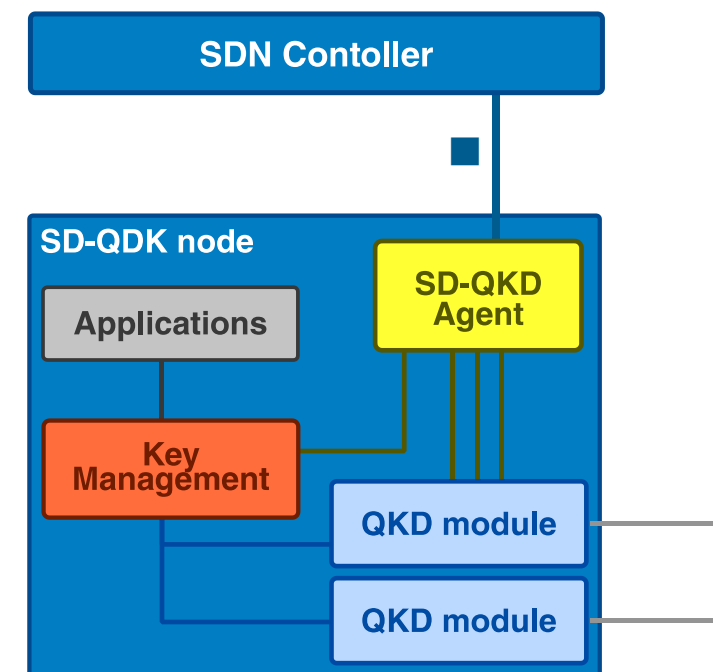 SDN Contoller
SD-QDK node
SD-QKD
Agent
Applications
Key
Management
QKD module
QKD module